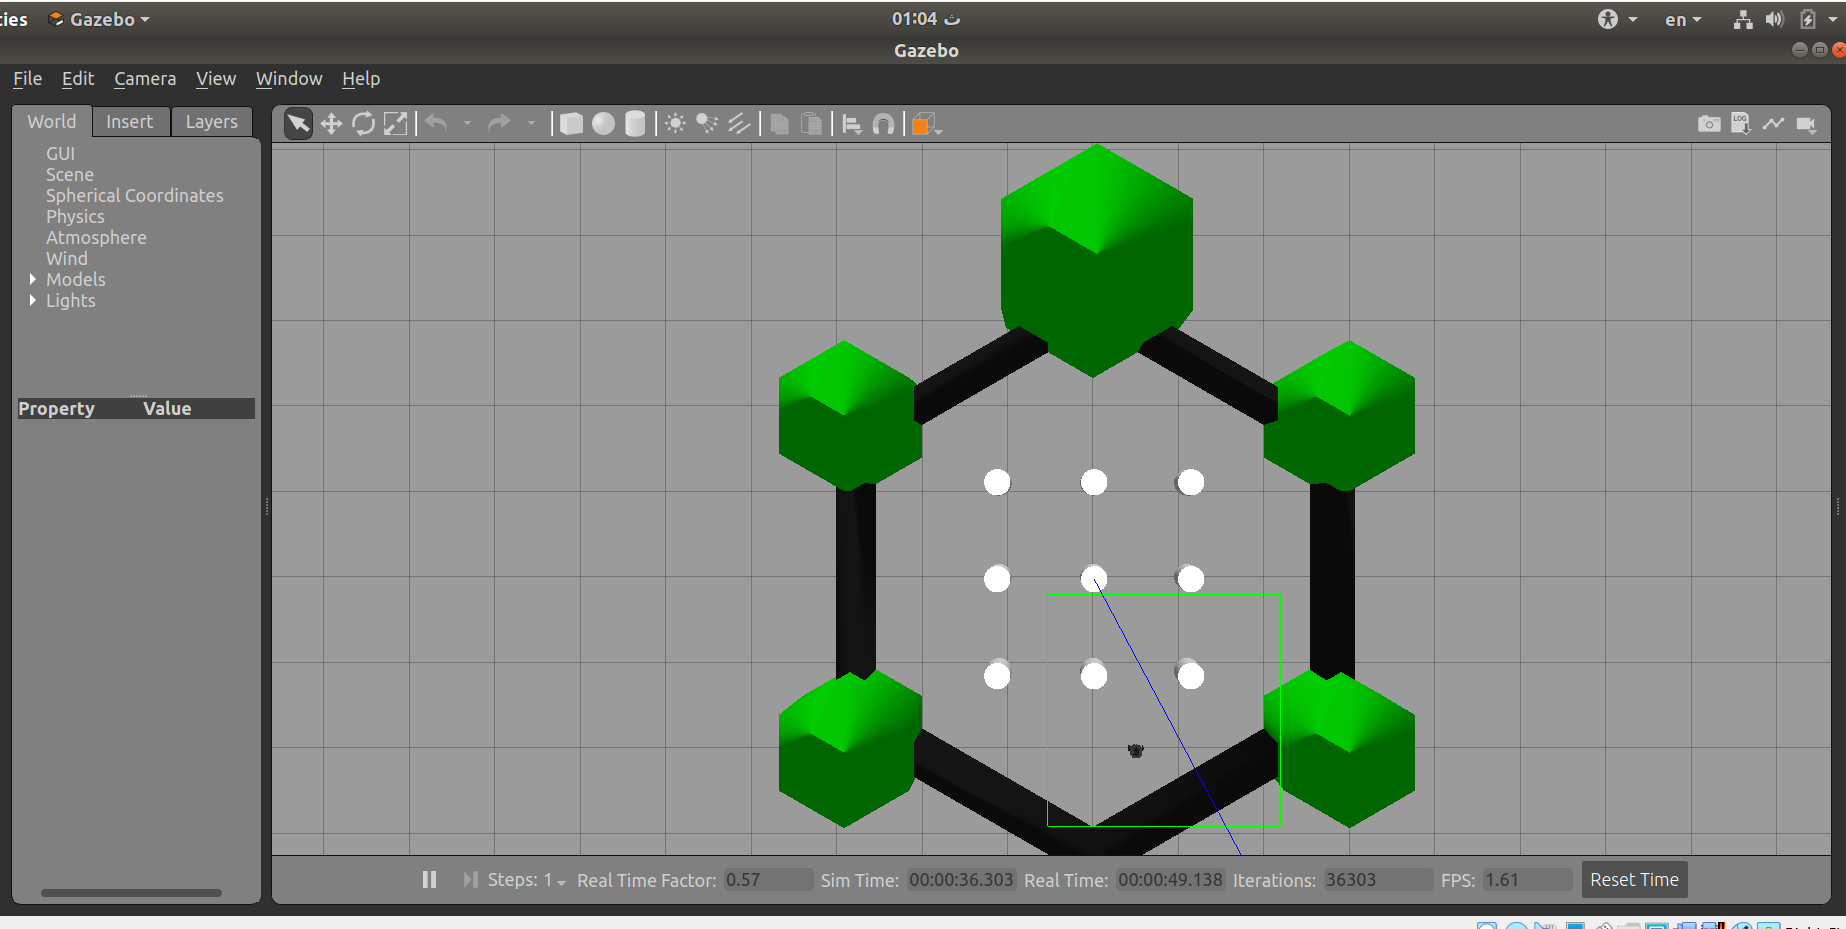 ties Gazebo 01:04 ث en
Gazebo
File Edit Camera View Window Help
World Insert Layers
LOG
GUI
Scene
Spherical Coordinates
Physics
Atmosphere
Wind
Models
Lights
Property Value
Steps: 1 Real Time Factor: 0.57 Sim Time: 00:00:36.303 Real Time: 00:00:49.138 Iterations: 36303 FPS: 1.61 Reset Time